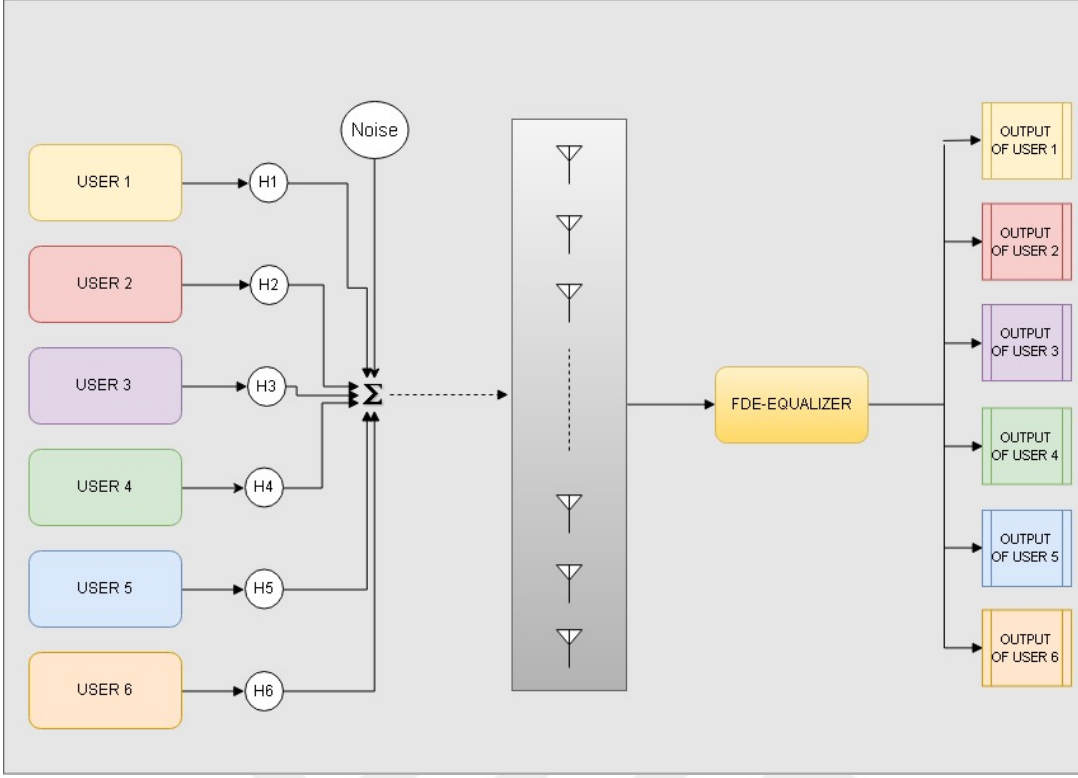 Noise
USER 1
H1
USER 2
H2
USER 3
H3
USER 4
H4
USER 5
H5
USER 6
H6
Σ
FDE-EQUALIZER
OUTPUT
OF USER 1
OUTPUT
OF USER 2
OUTPUT
OF USER 3
OUTPUT
OF USER 4
OUTPUT
OF USER 5
OUTPUT
OF USER 6